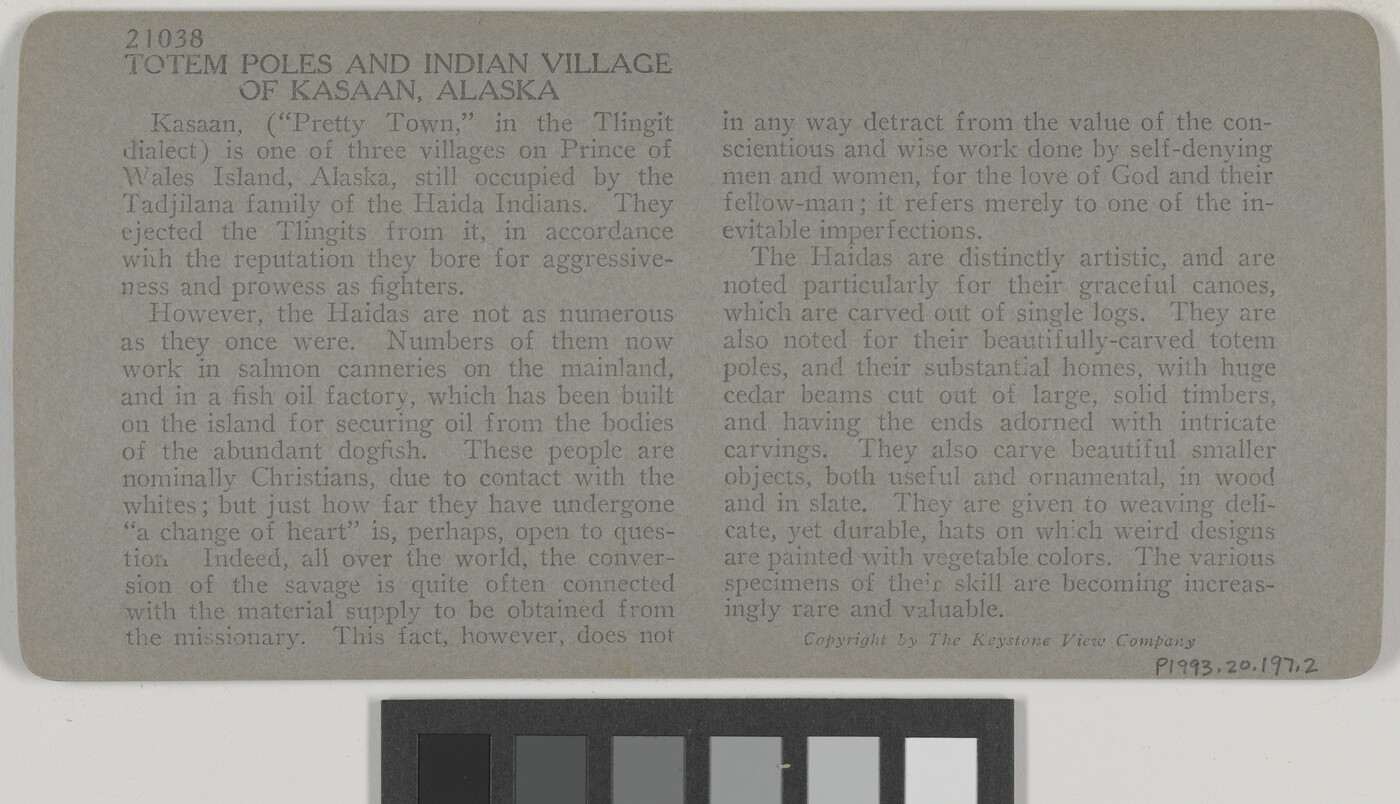 21038
TOTEM POLES AND INDIAN VILLAGE
OF KASAAN, ALASKA
Kasaan, (“Pretty Town,” in the Tlingit
dialect) is one of three villages on Prince of
Wales Island, Alaska, still occupied by the
Tadjilana family of the Haida Indians. They
ejected the Tlingits from it, in accordance
with the reputation they bore for aggressive-
ness and prowess as fighters.
However, the Haidas are not as numerous
as they once were. Numbers of them now
work in salmon canneries on the mainland,
and in a fish oil factory, which has been built
on the island for securing oil from the bodies
of the abundant dogfish. These people are
nominally Christians, due to contact with the
whites; but just how far they have undergone
“a change of heart” is, perhaps, open to ques-
tion Indeed, all over the world, the conver-
sion of the savage is quite often connected
with the material supply to be obtained from
the missionary. This fact, however, does not
in any way detract from the value of the con-
scientious and wise work done by self-denying
men and women, for the love of God and their
fellow-man; it refers merely to one of the in-
evitable imperfections.
The Haidas are distinctly artistic, and are
noted particularly for their graceful canoes,
which are carved out of single logs. They are
also noted for their beautifully-carved totem
poles, and their substantial homes, with huge
cedar beams cut out of large, solid timbers,
and having the ends adorned with intricate
carvings. They also carve beautiful smaller
objects, both useful and ornamental, in wood
and in slate. They are given to weaving deli-
cate, yet durable, hats on which weird designs
are painted with vegetable colors. The various
specimens of their skill are becoming increas-
ingly rare and valuable.
Copyright by The Keystone View Company
P1993.20.197.2